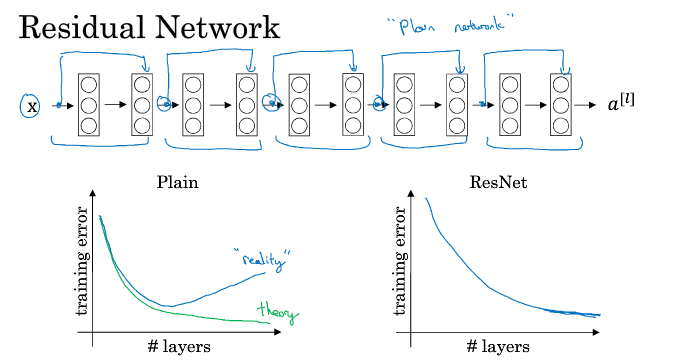 Residual Network
"Plain network"
x
a^[l]
Plain
ResNet
training error
"reality"
theory
# layers
training error
# layers